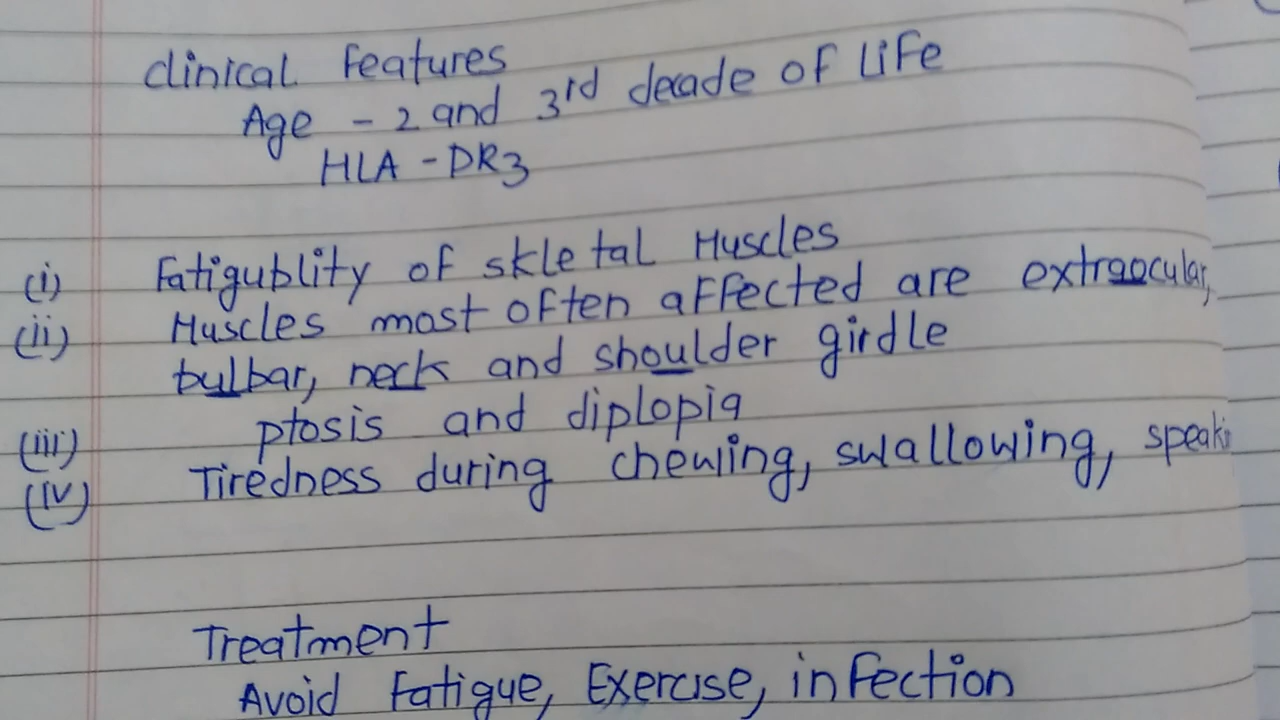 clinical features
Age - 2 and 3rd decade of life
HLA - DR3
(i) Fatigublity of skletal Muscles
(ii) Muscles most often affected are extraocular,
bulbar, neck and shoulder girdle
(iii) ptosis and diplopia
(iv) Tiredness during chewing, swallowing, speaki
Treatment
Avoid Fatigue, Exercise, infection